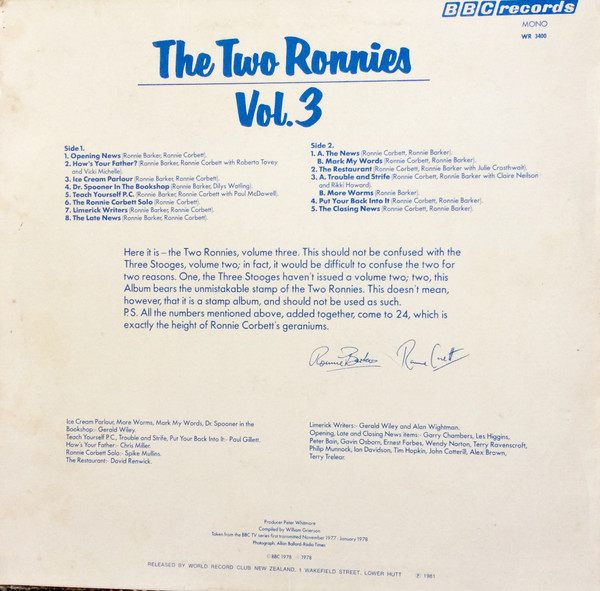 BBC records
MONO
WR 3400
The Two Ronnies
Vol.3
Side 1.
1. Opening News (Ronnie Barker, Ronnie Corbett).
2. How's Your Father? (Ronnie Barker, Ronnie Corbett with Roberta Tovey
and Vicki Michelle).
3. Ice Cream Parlour (Ronnie Barker, Ronnie Corbett).
4. Dr. Spooner In The Bookshop (Ronnie Barker, Dilys Watling).
5. Teach Yourself P.C. (Ronnie Barker, Ronnie Corbett with Paul McDowell).
6. The Ronnie Corbett Solo (Ronnie Corbett).
7. Limerick Writers (Ronnie Barker, Ronnie Corbett).
8. The Late News (Ronnie Barker, Ronnie Corbett).
Side 2.
1. A. The News (Ronnie Corbett, Ronnie Barker).
B. Mark My Words (Ronnie Corbett, Ronnie Barker).
2. The Restaurant (Ronnie Corbett, Ronnie Barker with Julie Crosthwait).
3. A. Trouble and Strife (Ronnie Corbett, Ronnie Barker with Claire Neilson
and Rikki Howard).
B. More Worms (Ronnie Barker).
4. Put Your Back Into It (Ronnie Corbett, Ronnie Barker).
5. The Closing News (Ronnie Corbett, Ronnie Barker).
Here it is – the Two Ronnies, volume three. This should not be confused with the
Three Stooges, volume two; in fact, it would be difficult to confuse the two for
two reasons. One, the Three Stooges haven't issued a volume two; two, this
Album bears the unmistakable stamp of the Two Ronnies. This doesn't mean,
however, that it is a stamp album, and should not be used as such.
P.S. All the numbers mentioned above, added together, come to 24, which is
exactly the height of Ronnie Corbett's geraniums.
Ronnie Barker Ronnie Corbett
Ice Cream Parlour, More Worms, Mark My Words, Dr Spooner in the
Bookshop:- Gerald Wiley.
Teach Yourself P.C., Trouble and Strife, Put Your Back Into It:- Paul Gillett.
How's Your Father:- Chris Miller.
Ronnie Corbett Solo:- Spike Mullins.
The Restaurant:- David Renwick.
Limerick Writers:- Gerald Wiley and Alan Wightman.
Opening, Late and Closing News items:- Garry Chambers, Les Higgins,
Peter Bain, Gavin Osborn, Ernest Forbes, Wendy Norton, Terry Ravenscroft,
Philip Munnock, Ian Davidson, Tim Hopkin, John Cotterill, Alex Brown,
Terry Treloar.
Producer Peter Whitmore
Compiled by William Grierson
Taken from the BBC TV series first transmitted November 1977 - January 1978
Photograph. Allan Ballard-Radio Times
© BBC 1978 ℗ 1978
RELEASED BY WORLD RECORD CLUB NEW ZEALAND, 1 WAKEFIELD STREET, LOWER HUTT ℗ 1981